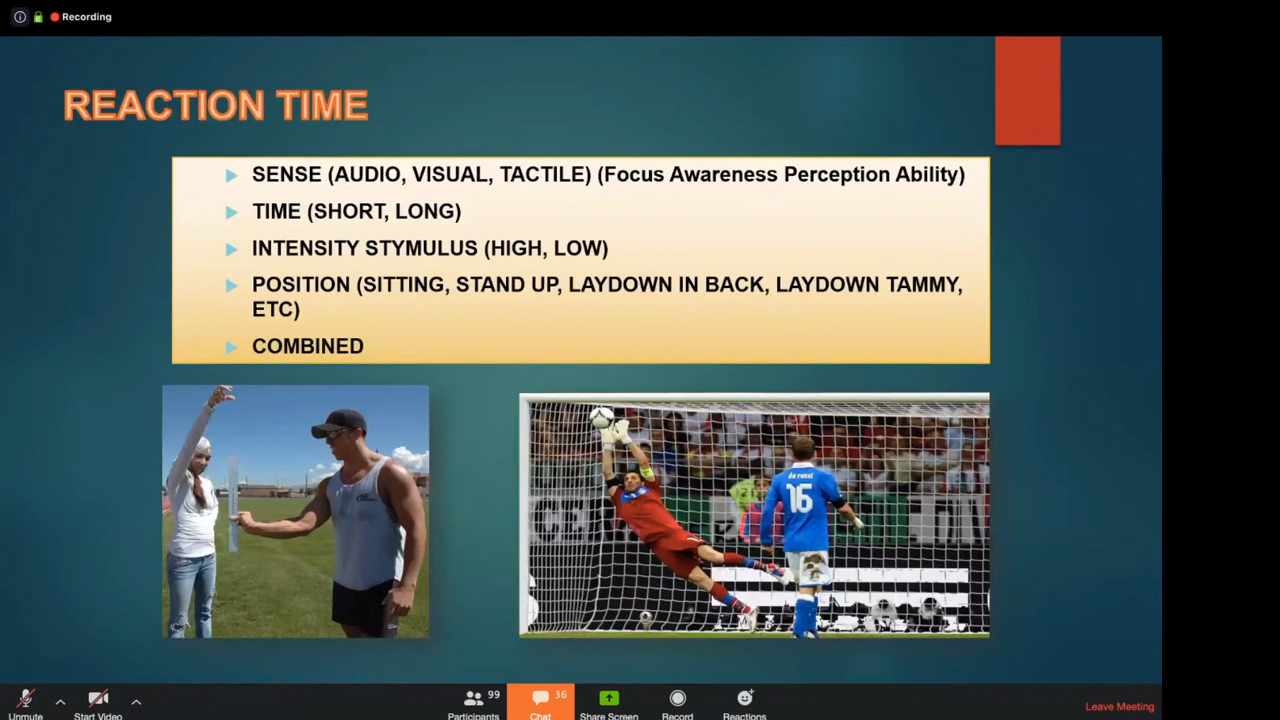 Recording
REACTION TIME
SENSE (AUDIO, VISUAL, TACTILE) (Focus Awareness Perception Ability)
TIME (SHORT, LONG)
INTENSITY STYMULUS (HIGH, LOW)
POSITION (SITTING, STAND UP, LAYDOWN IN BACK, LAYDOWN TAMMY,
ETC)
COMBINED
de rossi
16
Unmute
Start Video
Participants
99
Chat
36
Share Screen
Record
Reactions
Leave Meeting